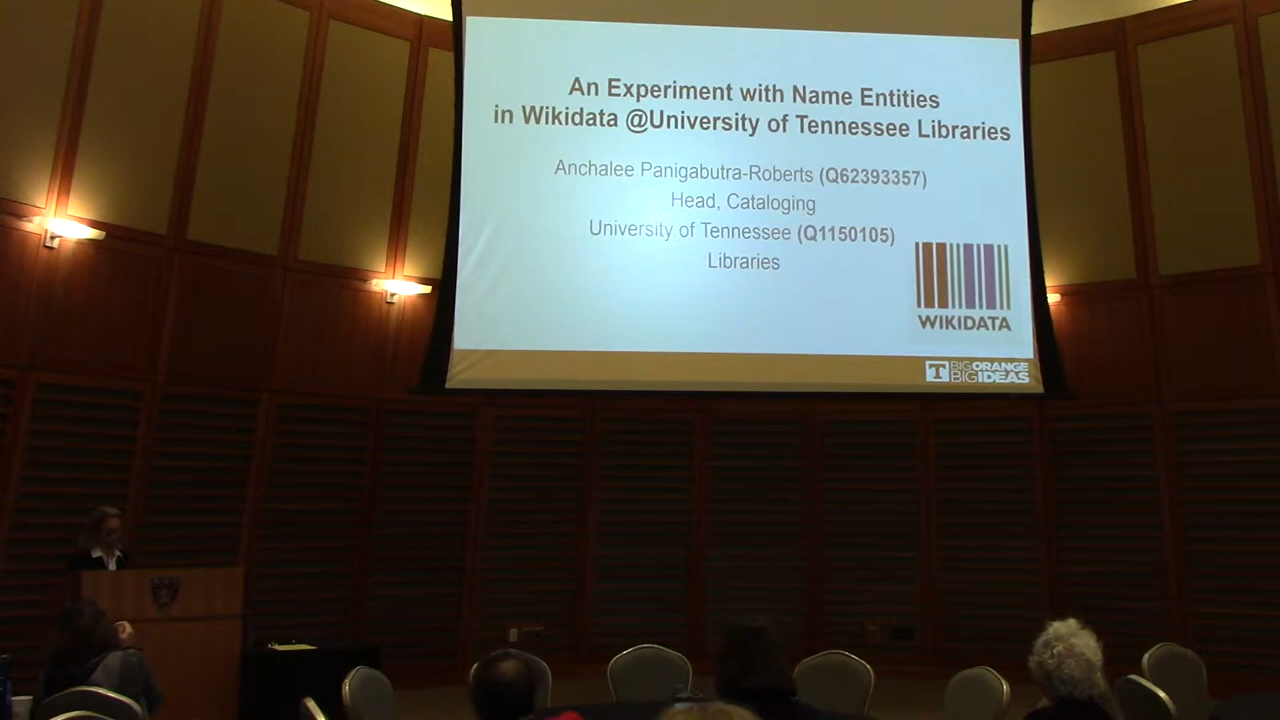 An Experiment with Name Entities
in Wikidata @University of Tennessee Libraries
Anchalee Panigabutra-Roberts (Q62393357)
Head, Cataloging
University of Tennessee (Q1150105)
Libraries
WIKIDATA
T BIG ORANGE
BIG IDEAS